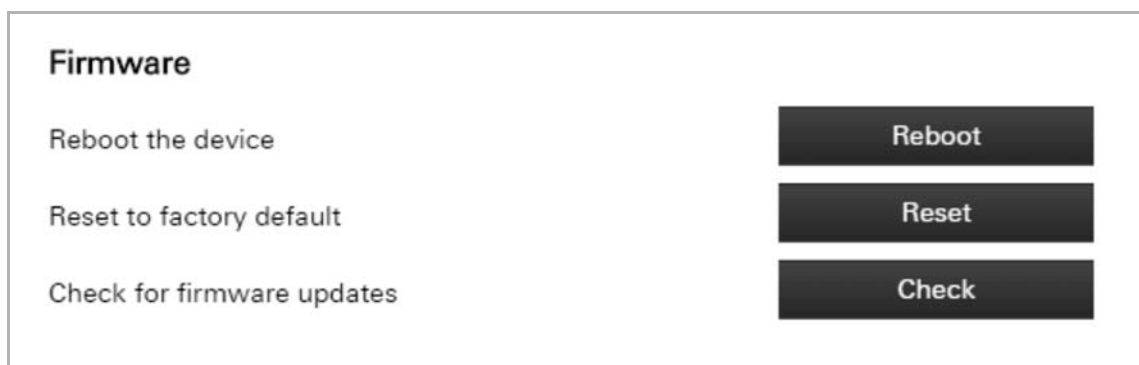 Firmware
Reboot the device Reboot
Reset to factory default Reset
Check for firmware updates Check